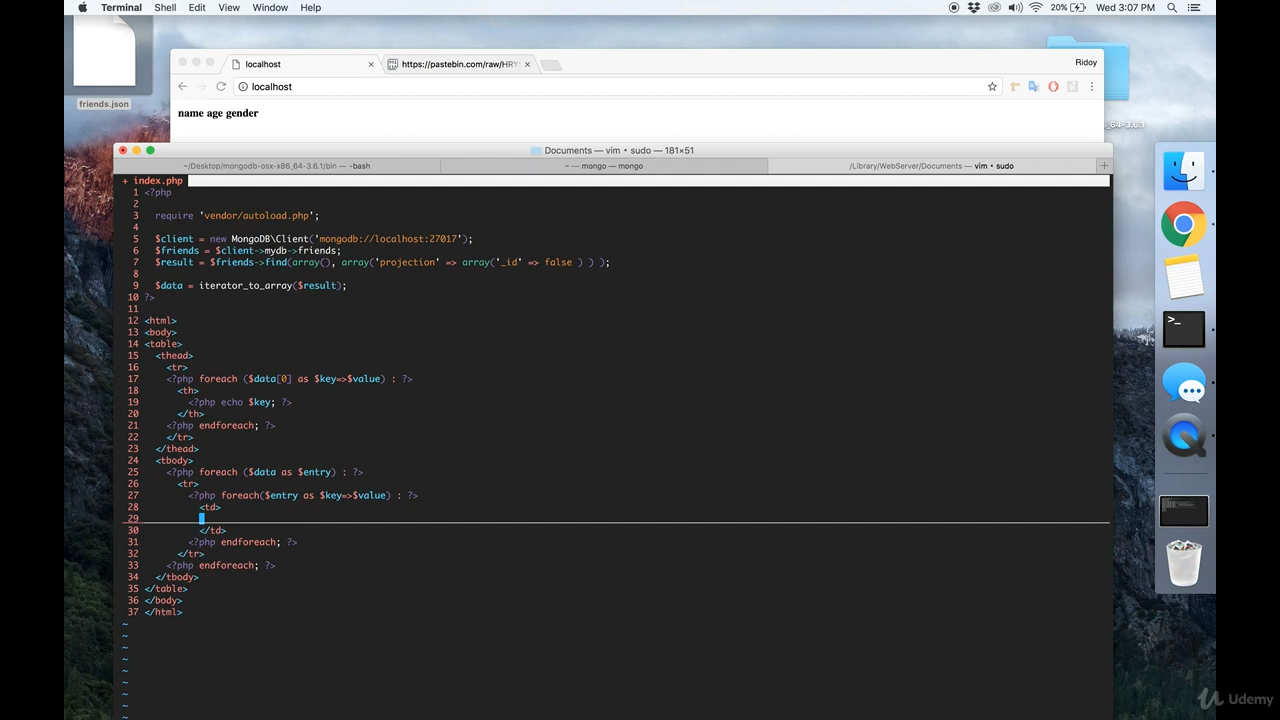 Terminal Shell Edit View Window Help 20% Wed 3:07 PM
friends.json
localhost https://pastebin.com/raw/HRY Ridoy
localhost
name age gender
_64-3.6.1
Documents — vim • sudo — 181×51
~/Desktop/mongodb-osx-x86_64-3.6.1/bin — -bash ~ — mongo — mongo /Library/WebServer/Documents — vim • sudo
+ index.php
1 <?php
2
3 require 'vendor/autoload.php';
4
5 $client = new MongoDB\Client('mongodb://localhost:27017');
6 $friends = $client->mydb->friends;
7 $result = $friends->find(array(), array('projection' => array('_id' => false ) ) );
8
9 $data = iterator_to_array($result);
10 ?>
11
12 <html>
13 <body>
14 <table>
15 <thead>
16 <tr>
17 <?php foreach ($data[0] as $key=>$value) : ?>
18 <th>
19 <?php echo $key; ?>
20 </th>
21 <?php endforeach; ?>
22 </tr>
23 </thead>
24 <tbody>
25 <?php foreach ($data as $entry) : ?>
26 <tr>
27 <?php foreach($entry as $key=>$value) : ?>
28 <td>
29
30 </td>
31 <?php endforeach; ?>
32 </tr>
33 <?php endforeach; ?>
34 </tbody>
35 </table>
36 </body>
37 </html>
~
~
~
~
~
~
~
~
~
Udemy